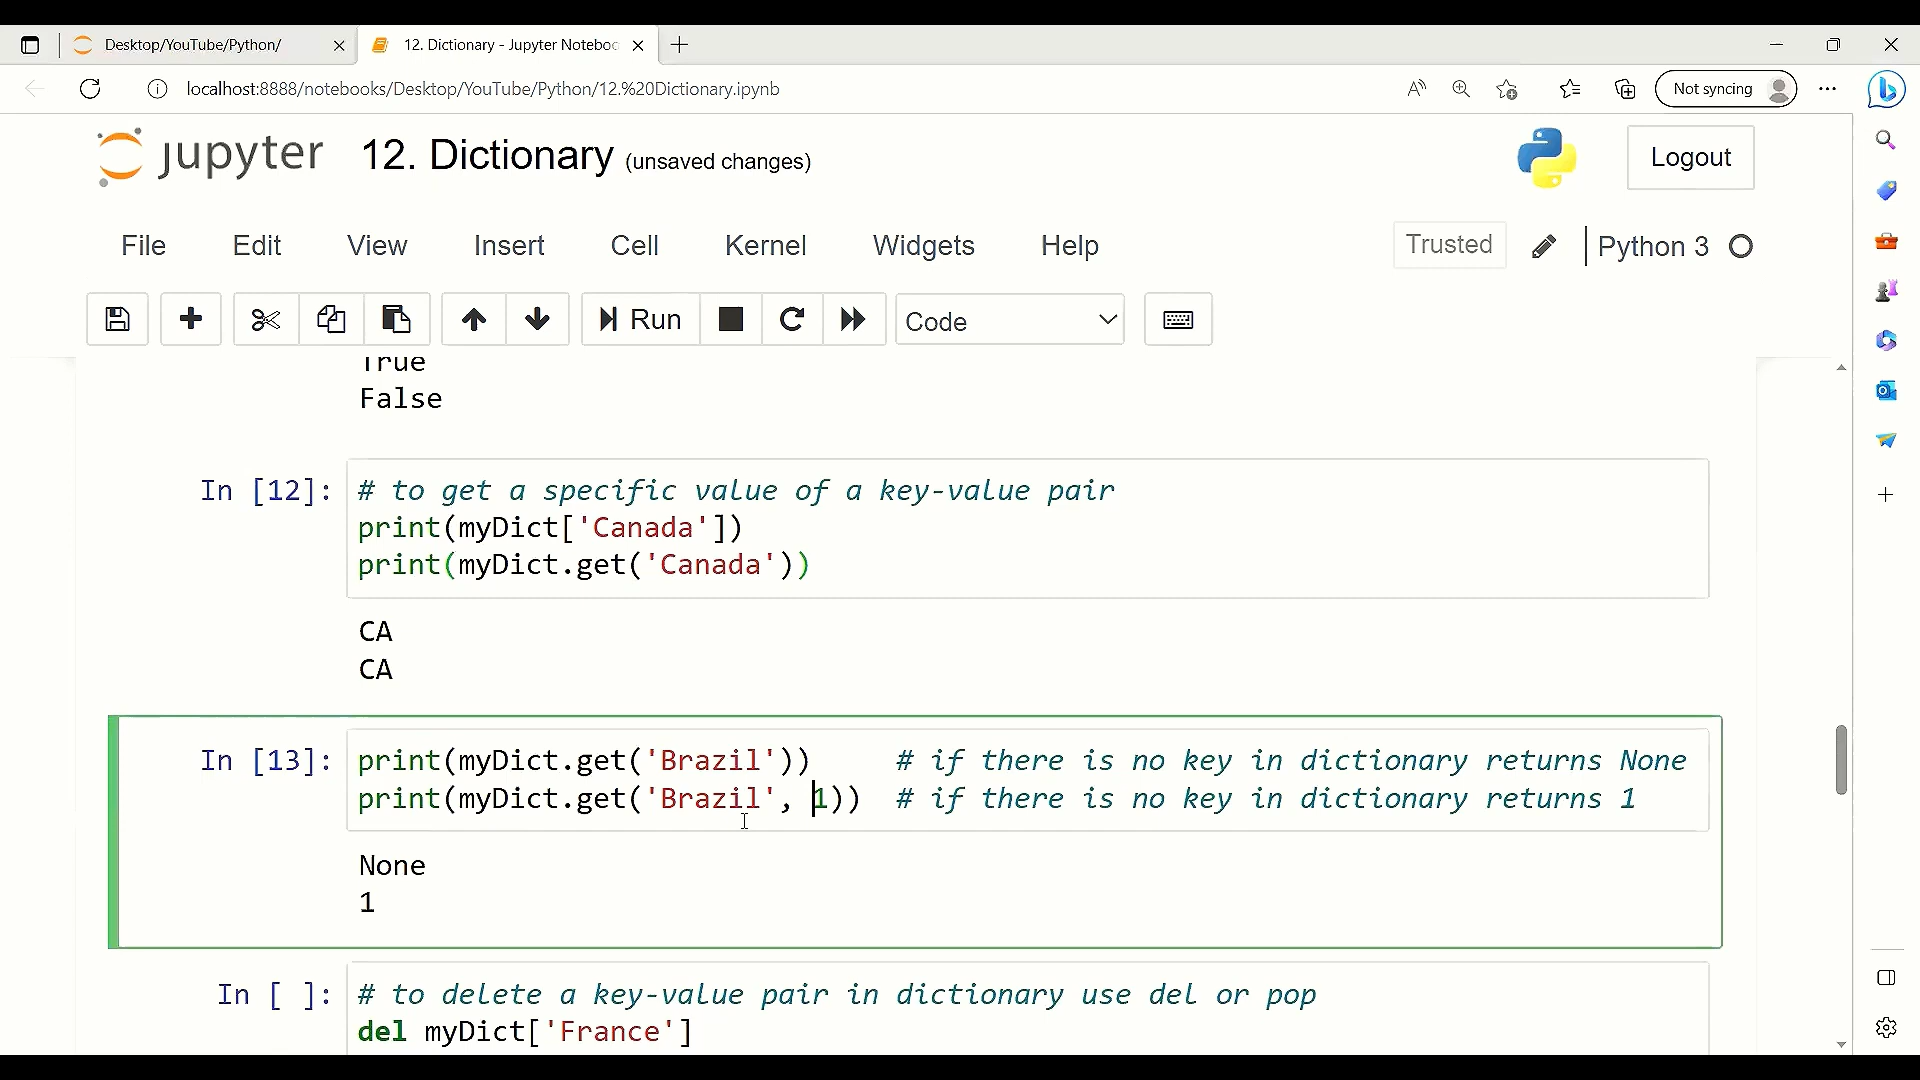 Desktop/YouTube/Python/
12. Dictionary - Jupyter Noteboo
localhost:8888/notebooks/Desktop/YouTube/Python/12.%20Dictionary.ipynb
Not syncing
jupyter 12. Dictionary (unsaved changes)
Logout
File Edit View Insert Cell Kernel Widgets Help
Trusted
Python 3
Run
Code
True
False
In [12]:
# to get a specific value of a key-value pair
print(myDict['Canada'])
print(myDict.get('Canada'))
CA
CA
In [13]:
print(myDict.get('Brazil')) # if there is no key in dictionary returns None
print(myDict.get('Brazil', 1)) # if there is no key in dictionary returns 1
None
1
In [ ]:
# to delete a key-value pair in dictionary use del or pop
del myDict['France']